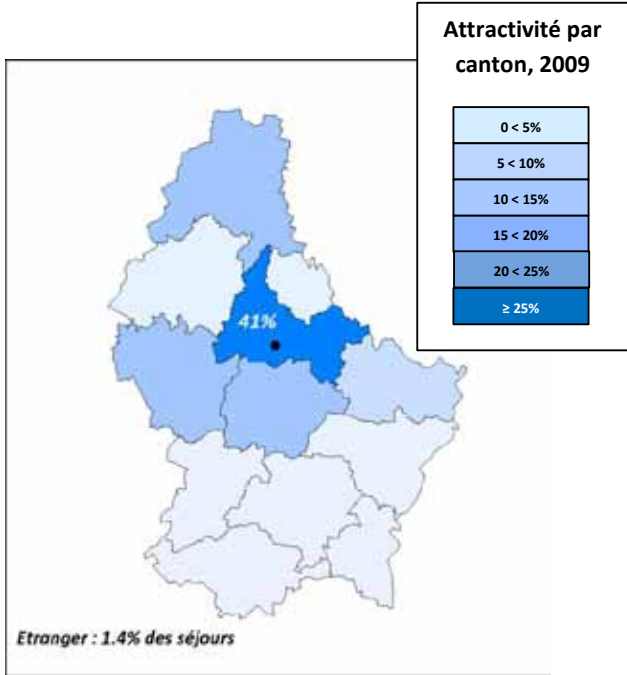 Attractivité par
canton, 2009
0 < 5%
5 < 10%
10 < 15%
15 < 20%
20 < 25%
≥ 25%
41%
Etranger : 1.4% des séjours